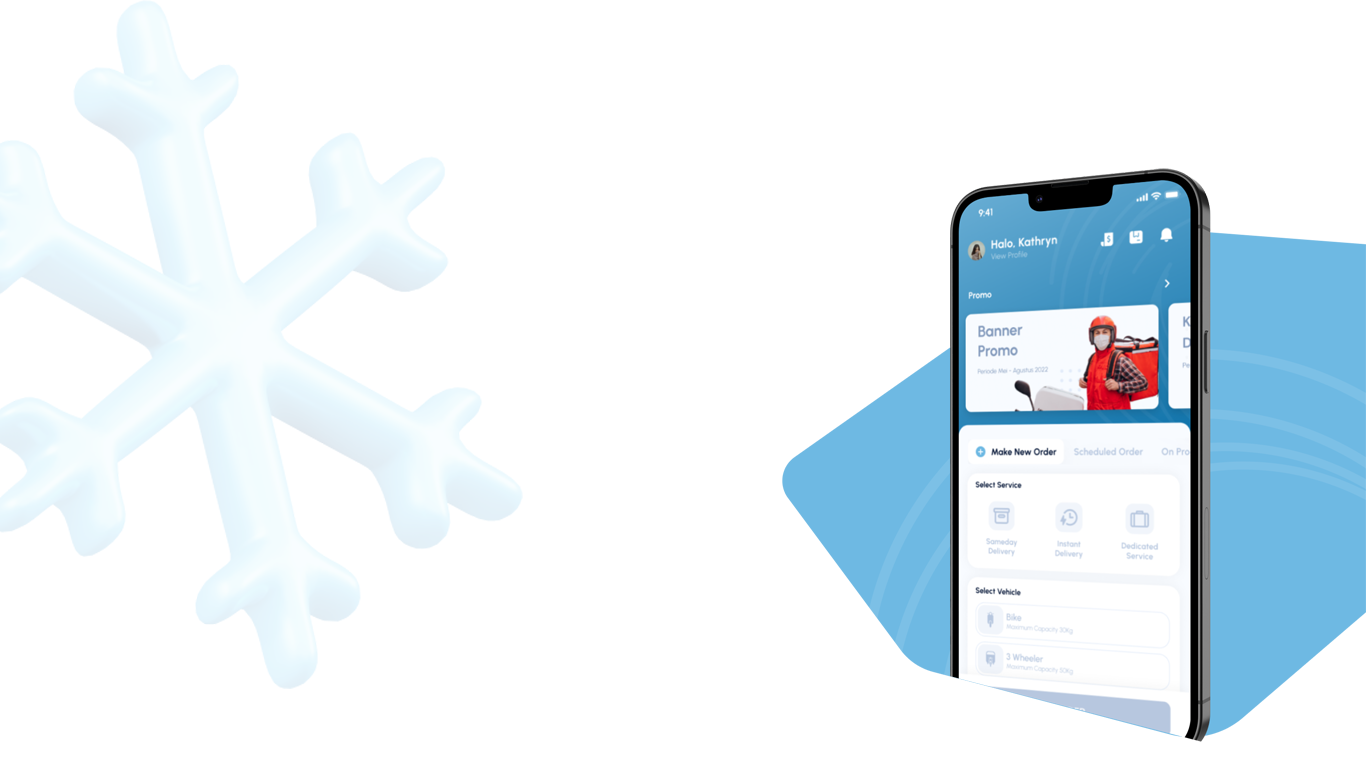 9:41
Halo, Kathryn
View Profile
Promo
Banner
Promo
Periode Mei - Agustus 2022
K
D
Pe
Make New Order
Scheduled Order
On Pro
Select Service
Sameday
Delivery
Instant
Delivery
Dedicated
Service
Select Vehicle
Bike
Maximum Capacity 20Kg
3 Wheeler
Maximum Capacity 50Kg